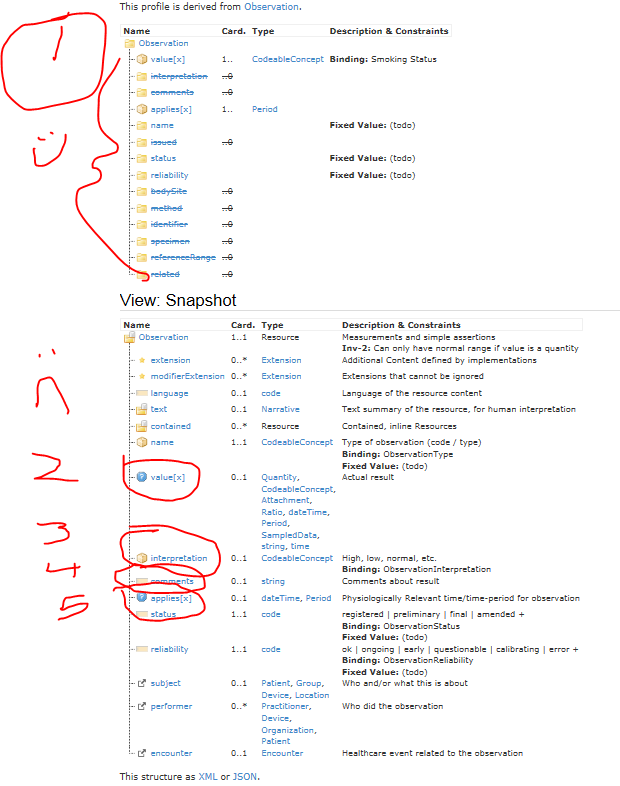 This profile is derived from Observation.
Name Card. Type Description & Constraints
Observation
value[x] 1.. CodeableConcept Binding: Smoking Status
interpretation ..0
comments ..0
applies[x] 1.. Period
name Fixed Value: (todo)
issued ..0
status Fixed Value: (todo)
reliability Fixed Value: (todo)
bodySite ..0
method ..0
identifier ..0
specimen ..0
referenceRange ..0
related ..0
1
View: Snapshot
Name Card. Type Description & Constraints
Observation 1..1 Resource Measurements and simple assertions
Inv-2: Can only have normal range if value is a quantity
extension 0..* Extension Additional Content defined by implementations
modifierExtension 0..* Extension Extensions that cannot be ignored
language 0..1 code Language of the resource content
text 0..1 Narrative Text summary of the resource, for human interpretation
contained 0..* Resource Contained, inline Resources
name 1..1 CodeableConcept Type of observation (code / type)
Binding: ObservationType
Fixed Value: (todo)
2 value[x] 0..1 Quantity, Actual result
CodeableConcept,
Attachment,
Ratio, dateTime,
Period,
SampledData,
string, time
3 interpretation 0..1 CodeableConcept High, low, normal, etc.
Binding: ObservationInterpretation
4 comments 0..1 string Comments about result
5 applies[x] 0..1 dateTime, Period Physiologically Relevant time/time-period for observation
status 1..1 code registered | preliminary | final | amended +
Binding: ObservationStatus
Fixed Value: (todo)
reliability 1..1 code ok | ongoing | early | questionable | calibrating | error +
Binding: ObservationReliability
Fixed Value: (todo)
subject 0..1 Patient, Group, Who and/or what this is about
Device, Location
performer 0..* Practitioner, Who did the observation
Device,
Organization,
Patient
encounter 0..1 Encounter Healthcare event related to the observation
This structure as XML or JSON.